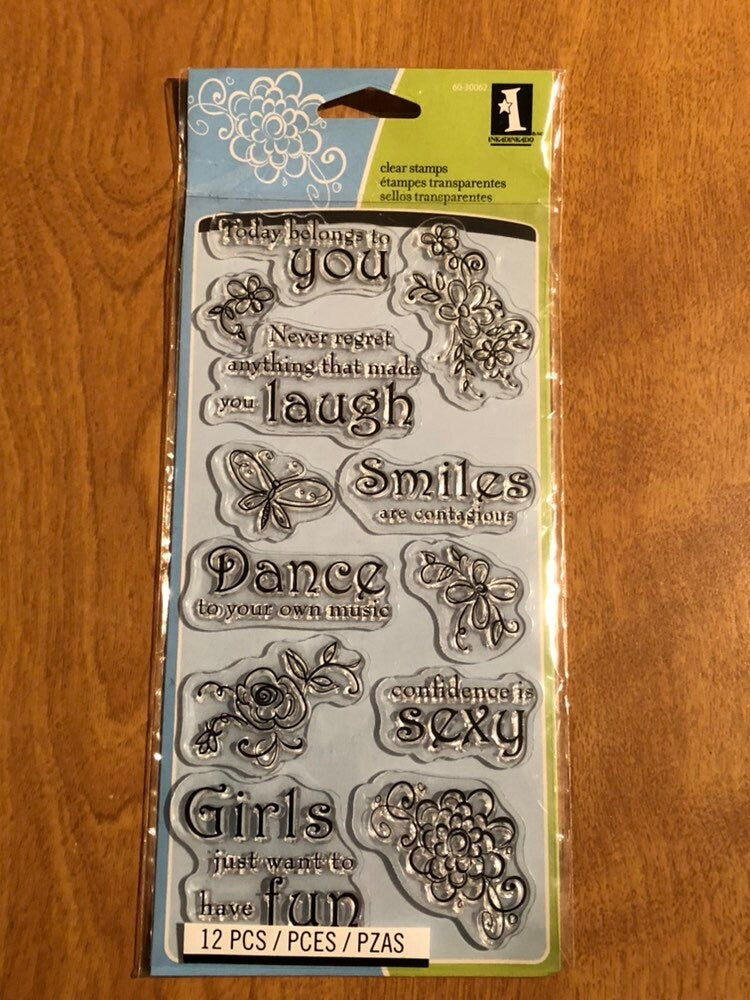 60-30062
1
INKADINKADO
clear stamps
étampes transparentes
sellos transparentes
Today belongs to
you
Never regret
anything that made
you laugh
Smiles
are contagious
Dance
to your own music
confidence is
sexy
Girls
just want to
have fun
12 PCS / PCES / PZAS